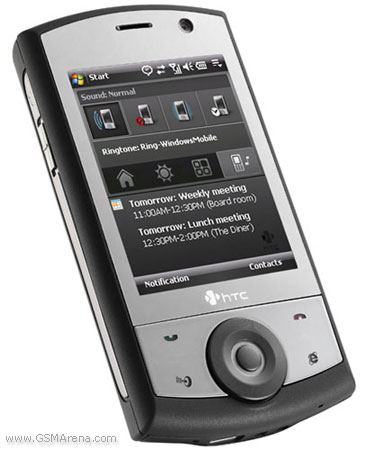 Start
Sound: Normal
Ringtone: Ring-WindowsMobile
Tomorrow: Weekly meeting
11:00AM-12:30PM (Board room)
Tomorrow: Lunch meeting
12:30PM-2:00PM (The Diner)
Notification Contacts
hTC
www.GSMArena.com